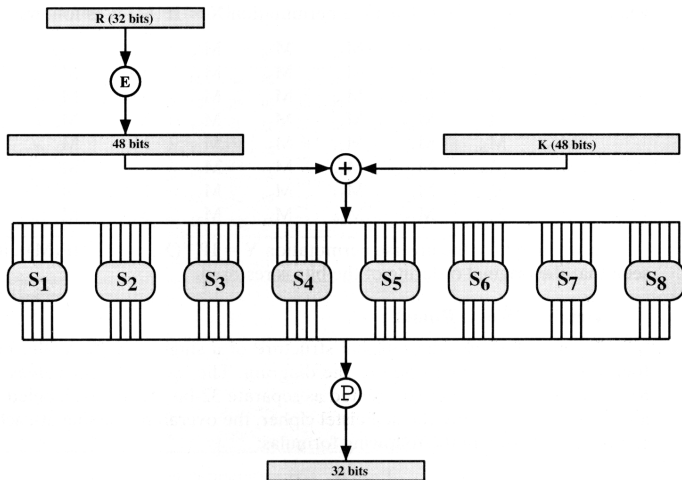 R (32 bits)
E
48 bits
K (48 bits)
+
S1 S2 S3 S4 S5 S6 S7 S8
P
32 bits